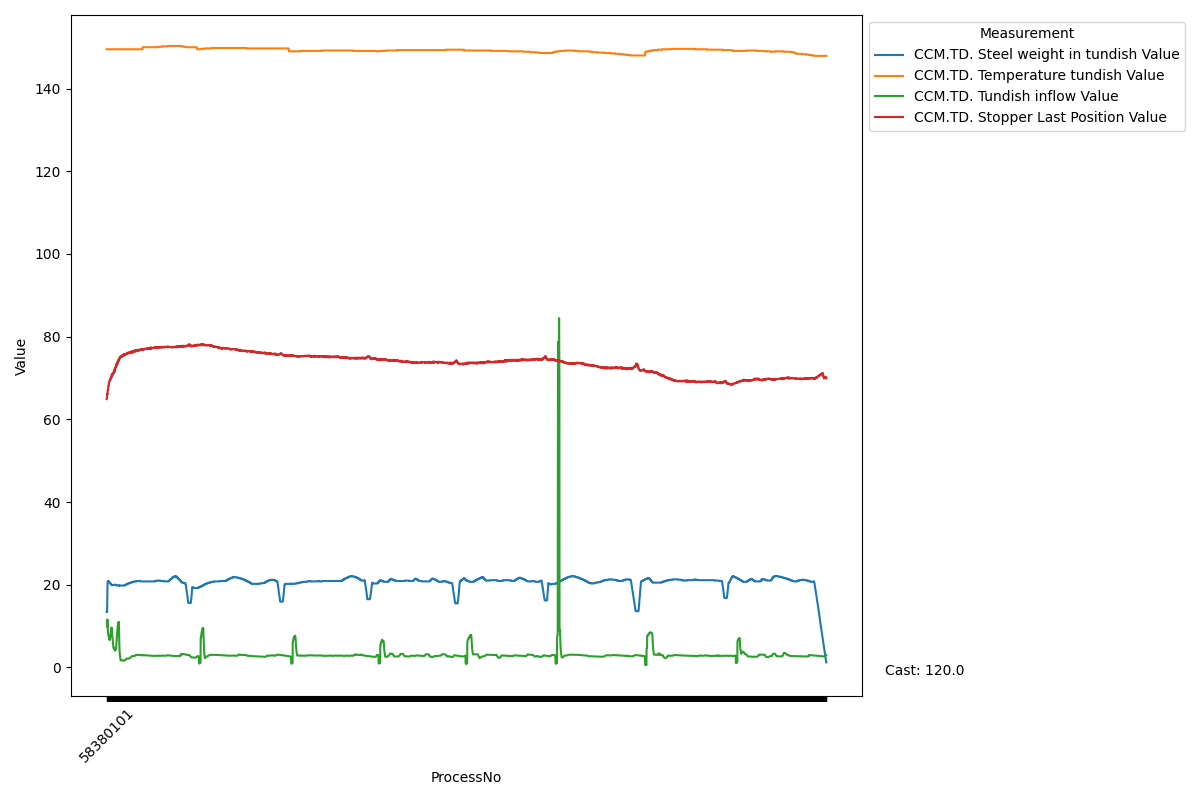 Measurement
CCM.TD. Steel weight in tundish Value
CCM.TD. Temperature tundish Value
CCM.TD. Tundish inflow Value
CCM.TD. Stopper Last Position Value
Value
140
120
100
80
60
40
20
0
Cast: 120.0
58380101
ProcessNo